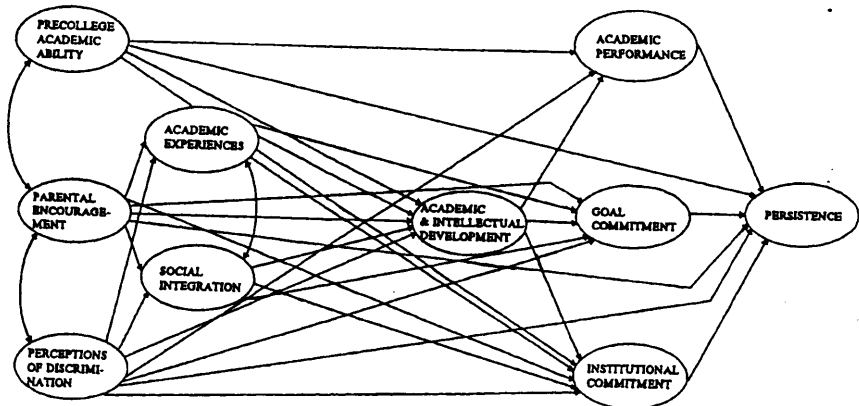 PRECOLLEGE
ACADEMIC
ABILITY
ACADEMIC
PERFORMANCE
ACADEMIC
EXPERIENCES
PARENTAL
ENCOURAGE-
MENT
ACADEMIC
& INTELLECTUAL
DEVELOPMENT
GOAL
COMMITMENT
PERSISTENCE
SOCIAL
INTEGRATION
PERCEPTIONS
OF DISCRIMI-
NATION
INSTITUTIONAL
COMMITMENT